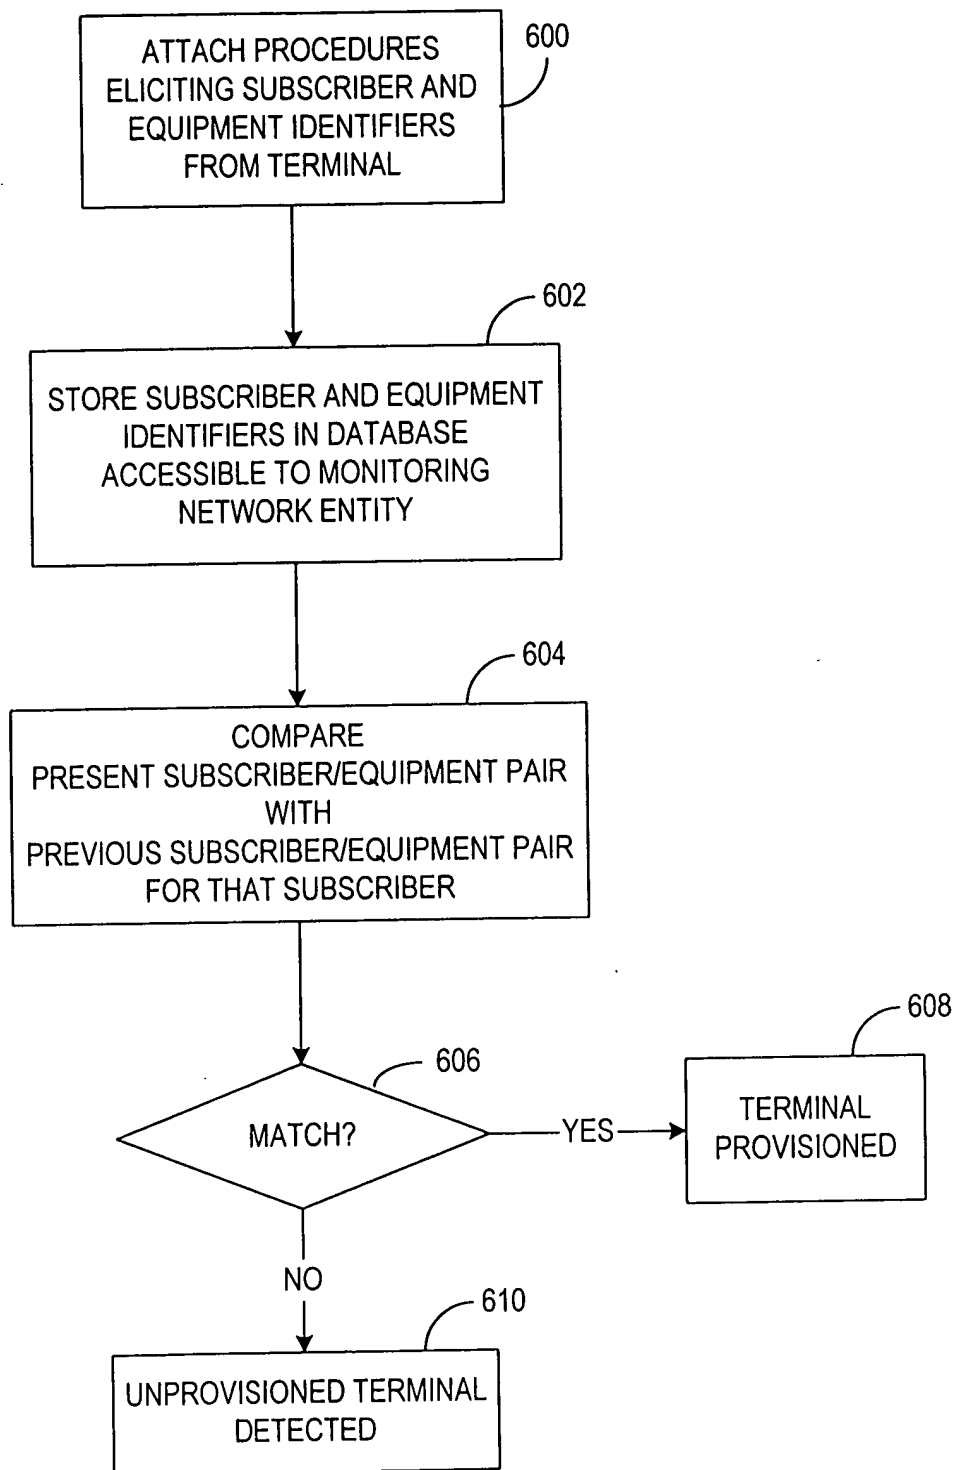 ATTACH PROCEDURES
ELICITING SUBSCRIBER AND
EQUIPMENT IDENTIFIERS
FROM TERMINAL
600
602
STORE SUBSCRIBER AND EQUIPMENT
IDENTIFIERS IN DATABASE
ACCESSIBLE TO MONITORING
NETWORK ENTITY
604
COMPARE
PRESENT SUBSCRIBER/EQUIPMENT PAIR
WITH
PREVIOUS SUBSCRIBER/EQUIPMENT PAIR
FOR THAT SUBSCRIBER
606
MATCH?
YES
608
TERMINAL
PROVISIONED
NO
610
UNPROVISIONED TERMINAL
DETECTED